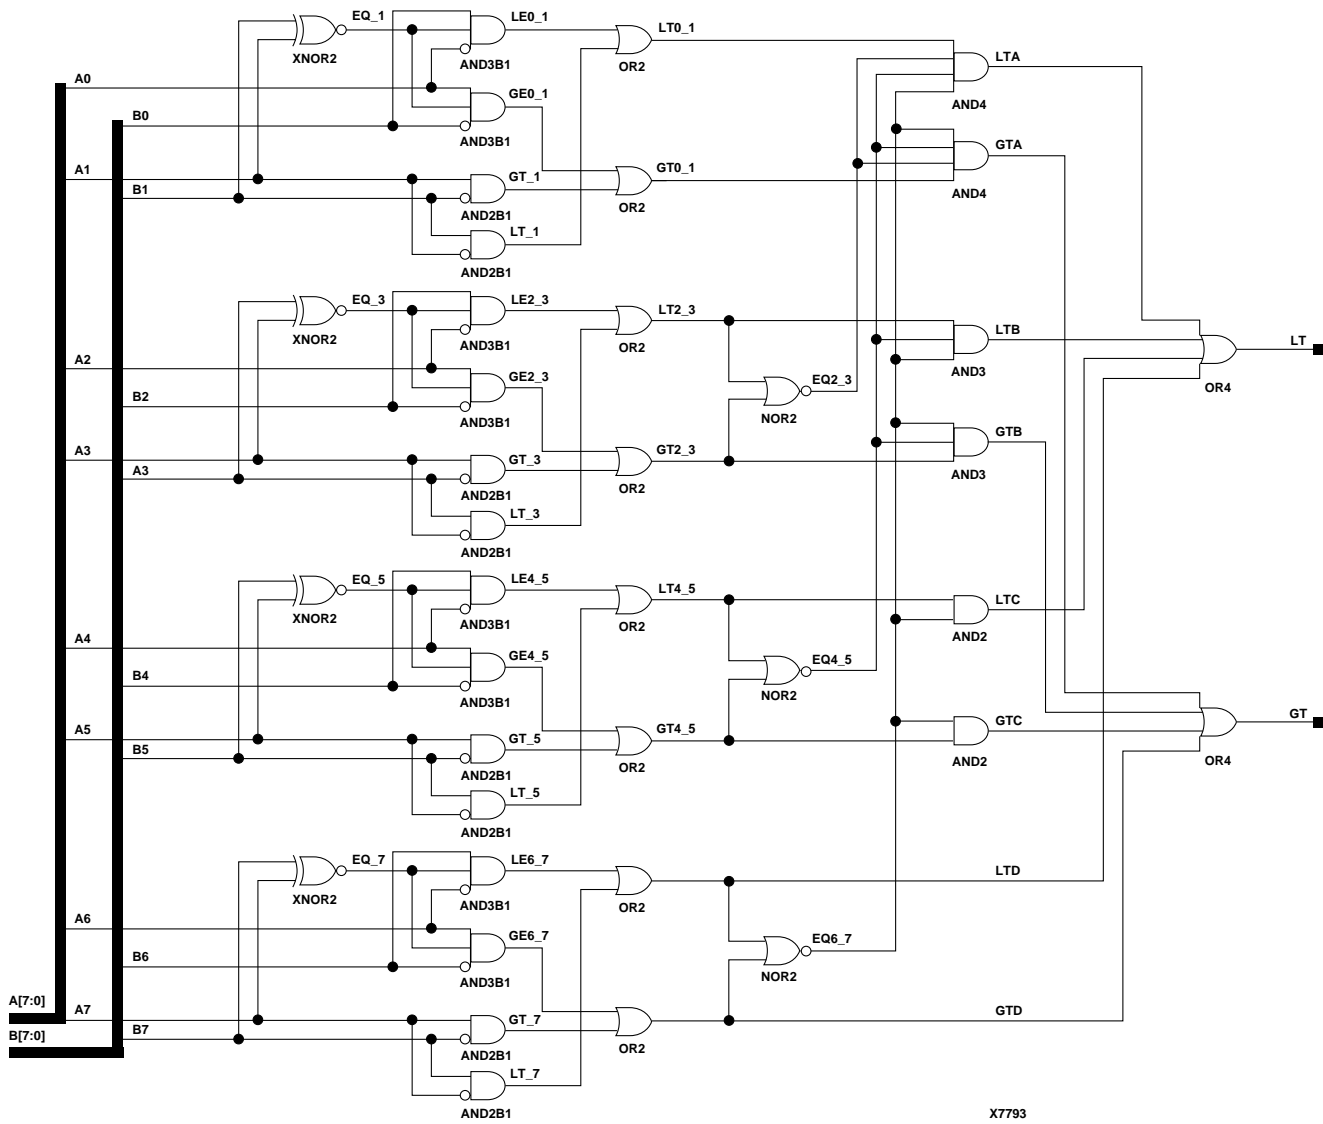 EQ_1
LE0_1
LT0_1
XNOR2
AND3B1
OR2
LTA
A0
GE0_1
AND4
B0
AND3B1
GTA
A1
GT_1
GT0_1
B1
AND2B1
OR2
AND4
LT_1
AND2B1
EQ_3
LE2_3
LT2_3
XNOR2
AND3B1
OR2
LTB
LT
A2
GE2_3
EQ2_3
AND3
OR4
B2
AND3B1
NOR2
GTB
A3
GT_3
GT2_3
A3
AND2B1
OR2
AND3
LT_3
AND2B1
EQ_5
LE4_5
LT4_5
LTC
XNOR2
AND3B1
OR2
AND2
A4
GE4_5
EQ4_5
B4
AND3B1
NOR2
GT
A5
GT_5
GT4_5
GTC
B5
AND2B1
OR2
AND2
OR4
LT_5
AND2B1
EQ_7
LE6_7
LTD
XNOR2
AND3B1
OR2
A6
GE6_7
EQ6_7
B6
AND3B1
NOR2
A[7:0]
A7
GT_7
GTD
B[7:0]
B7
AND2B1
OR2
LT_7
AND2B1
X7793